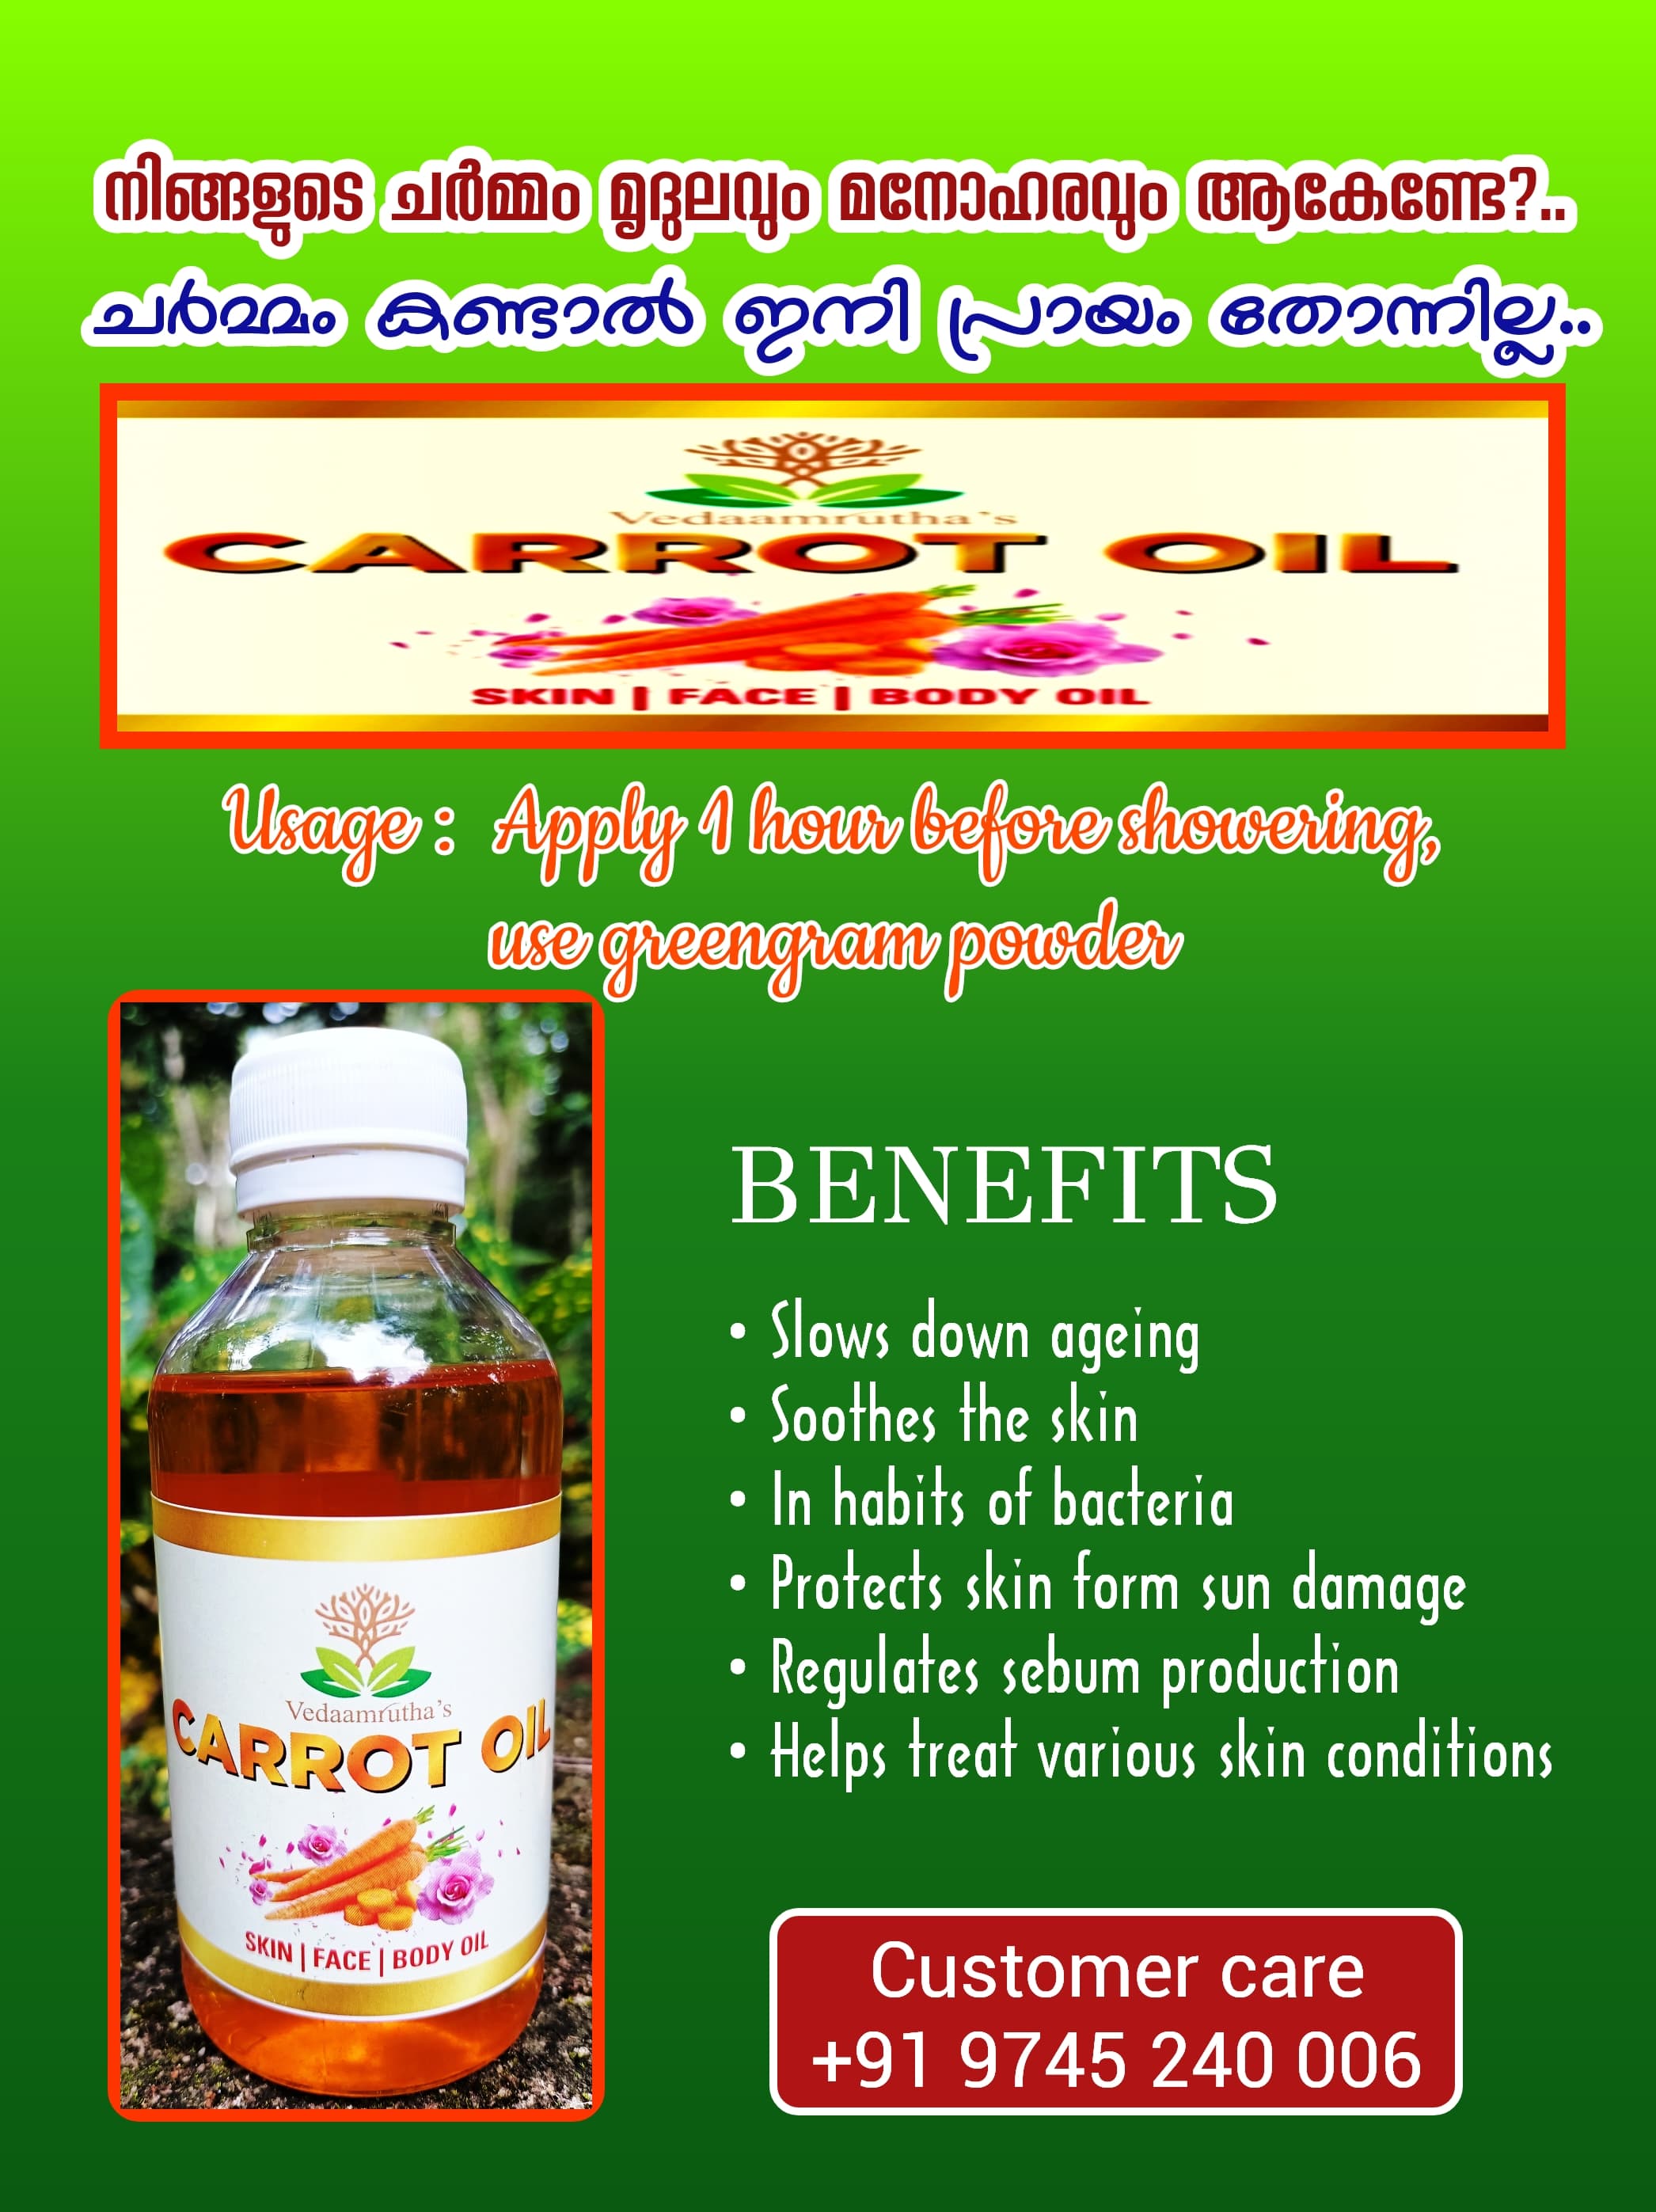 നിങ്ങളുടെ ചർമ്മം മൃദുലവും മനോഹരവും ആകേണ്ടേ?..
ചർമ്മം കണ്ടാൽ ഇനി പ്രായം തോന്നില്ല..
Vedaamrutha's
CARROT OIL
SKIN | FACE | BODY OIL
Usage : Apply 1 hour before showering,
use greengram powder
BENEFITS
• Slows down ageing
• Soothes the skin
• In habits of bacteria
• Protects skin form sun damage
• Regulates sebum production
• Helps treat various skin conditions
Vedaamrutha's
CARROT OIL
SKIN | FACE | BODY OIL
Customer care
+91 9745 240 006